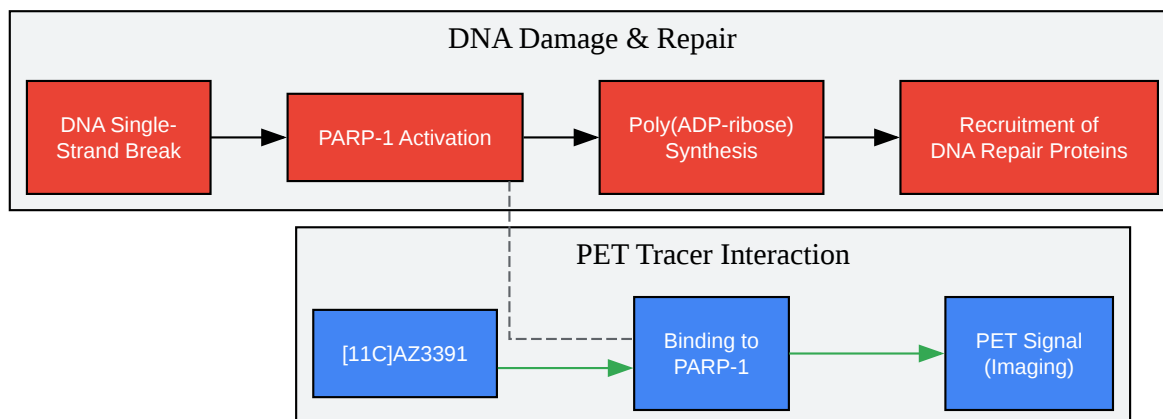 DNA Damage & Repair
DNA Single-
Strand Break
PARP-1 Activation
Poly(ADP-ribose)
Synthesis
Recruitment of
DNA Repair Proteins
PET Tracer Interaction
[11C]AZ3391
Binding to
PARP-1
PET Signal
(Imaging)